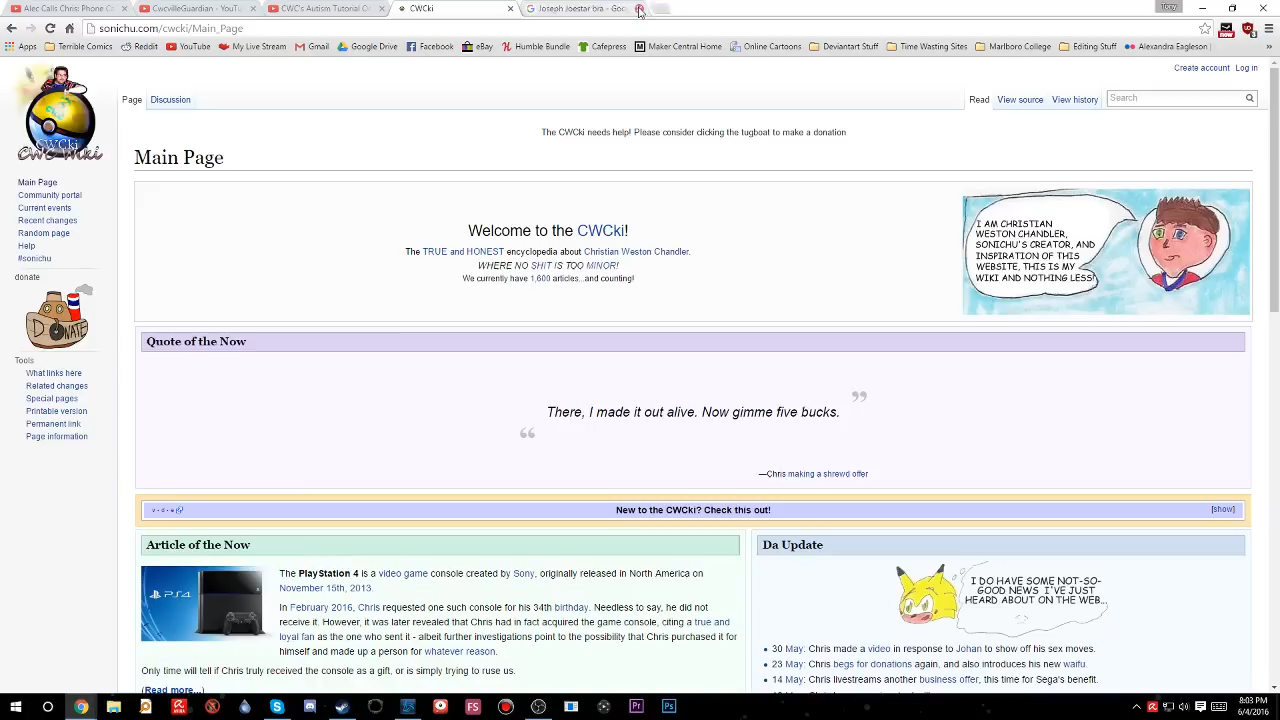 Alec Calls Chris: Phone C
CwcvilleGuardian - YouTu
CWC's Autism Tutorial O
CWCki
Joseph Joestar bra - Goo
Tony
sonichu.com/cwcki/Main_Page
Apps Terrible Comics Reddit YouTube My Live Stream Gmail Google Drive Facebook eBay Humble Bundle Cafepress Maker Central Home Online Cartoons Deviantart Stuff Time Wasting Sites Marlboro College Editing Stuff Alexandra Eagleson |
Create account Log in
Page Discussion Read View source View history Search
The CWCki needs help! Please consider clicking the tugboat to make a donation
CWCki
CWC Wiki
Main Page
Main Page
Community portal
Current events
Recent changes
Random page
Help
#sonichu
donate
DONATE
Tools
What links here
Related changes
Special pages
Printable version
Permanent link
Page information
Welcome to the CWCki!
The TRUE and HONEST encyclopedia about Christian Weston Chandler.
WHERE NO SHIT IS TOO MINOR!
We currently have 1,600 articles...and counting!
I AM CHRISTIAN
WESTON CHANDLER,
SONICHU'S CREATOR, AND
INSPIRATION OF THIS
WEBSITE, THIS IS MY
WIKI AND NOTHING LESS!
Quote of the Now
“ There, I made it out alive. Now gimme five bucks. ”
—Chris making a shrewd offer
v · d · e
New to the CWCki? Check this out!
[show]
Article of the Now
PS4
The PlayStation 4 is a video game console created by Sony, originally released in North America on
November 15th, 2013.
In February 2016, Chris requested one such console for his 34th birthday. Needless to say, he did not
receive it. However, it was later revealed that Chris had in fact acquired the game console, citing a true and
loyal fan as the one who sent it - albeit further investigations point to the possibility that Chris purchased it for
himself and made up a person for whatever reason.
Only time will tell if Chris truly received the console as a gift, or is simply trying to ruse us.
(Read more...)
Da Update
I DO HAVE SOME NOT-SO-
GOOD NEWS I'VE JUST
HEARD ABOUT ON THE WEB...
30 May: Chris made a video in response to Johan to show off his sex moves.
23 May: Chris begs for donations again, and also introduces his new waifu.
14 May: Chris livestreams another business offer, this time for Sega's benefit.
8:03 PM
6/4/2016